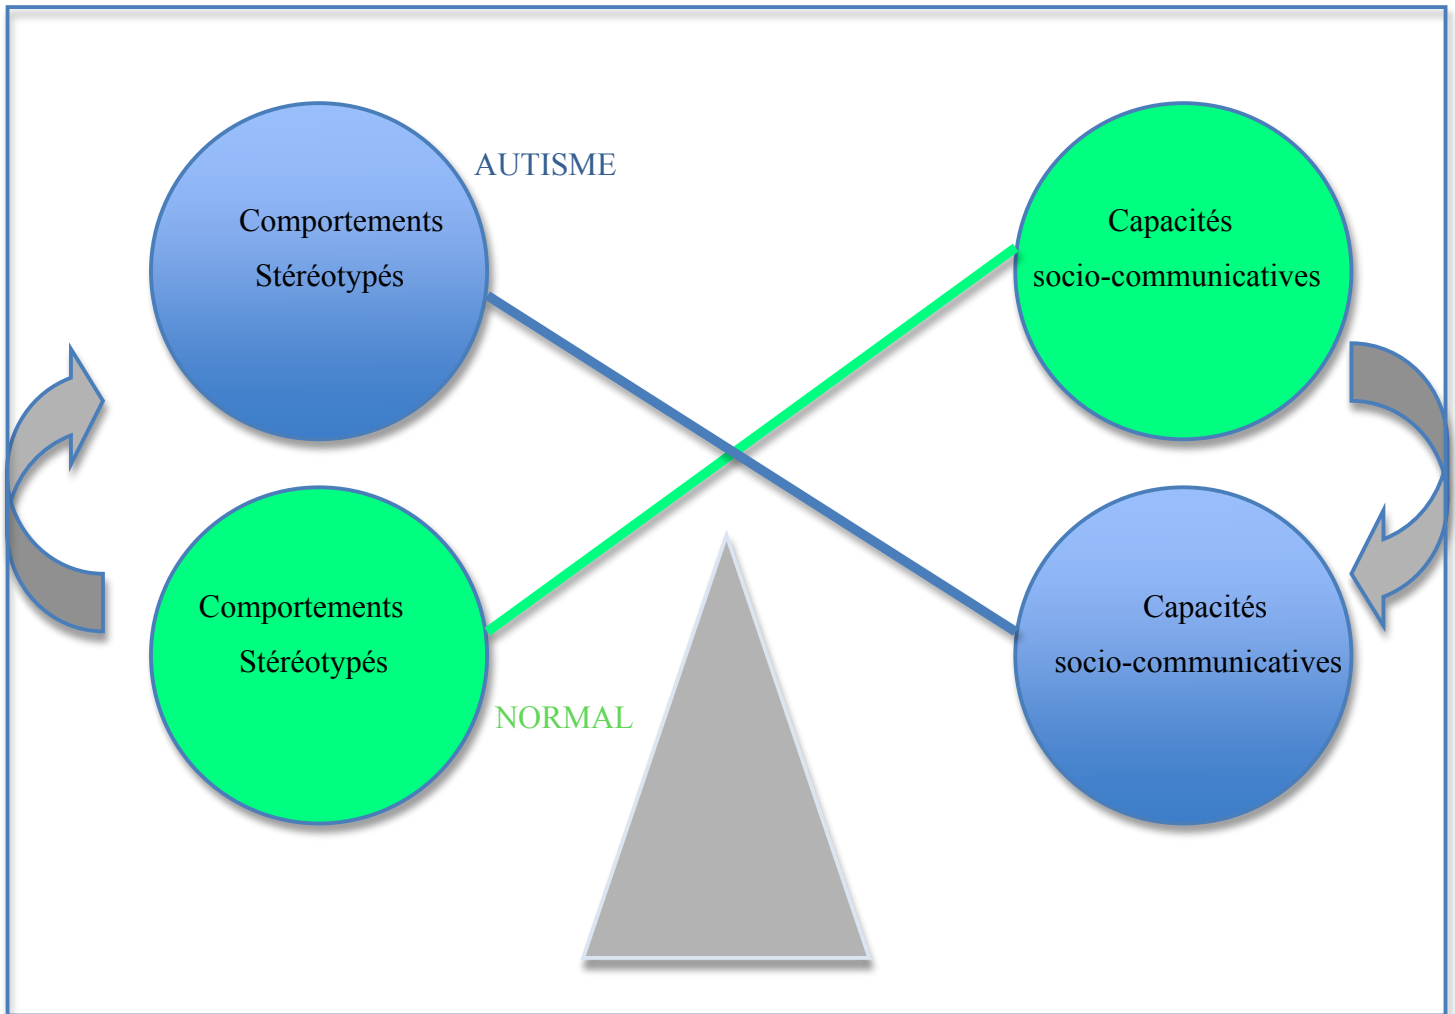 AUTISME
Comportements
Stéréotypés
Capacités
socio-communicatives
Comportements
Stéréotypés
NORMAL
Capacités
socio-communicatives